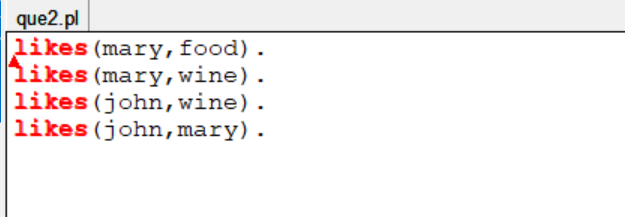 que2.pl
likes(mary,food).
likes(mary,wine).
likes(john,wine).
likes(john,mary).